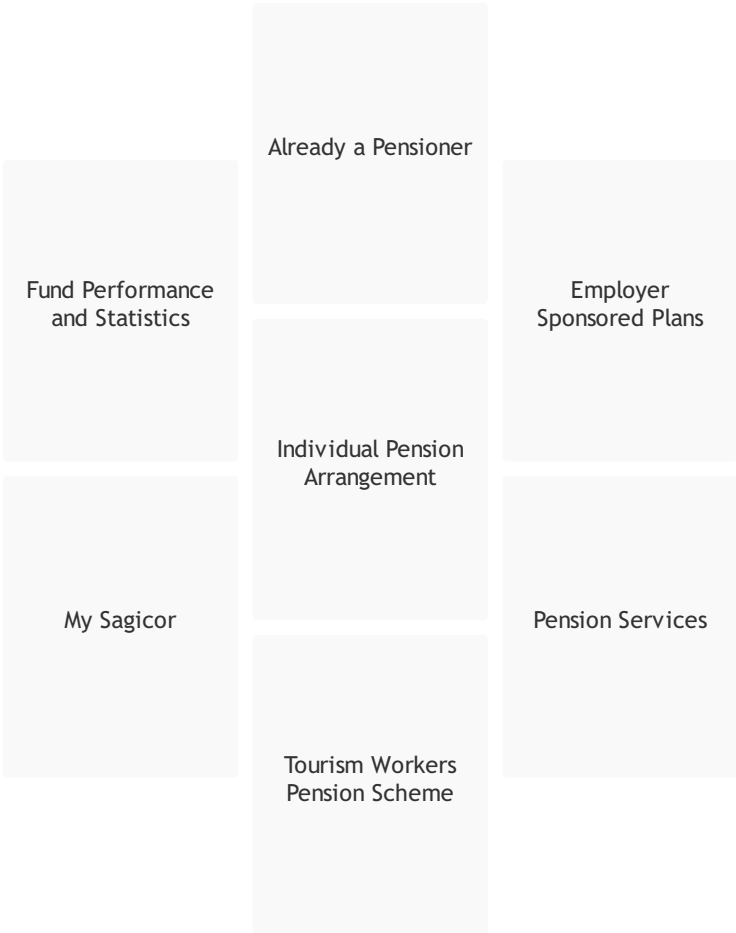 Already a Pensioner
Fund Performance
and Statistics
Employer
Sponsored Plans
Individual Pension
Arrangement
My Sagicor
Pension Services
Tourism Workers
Pension Scheme